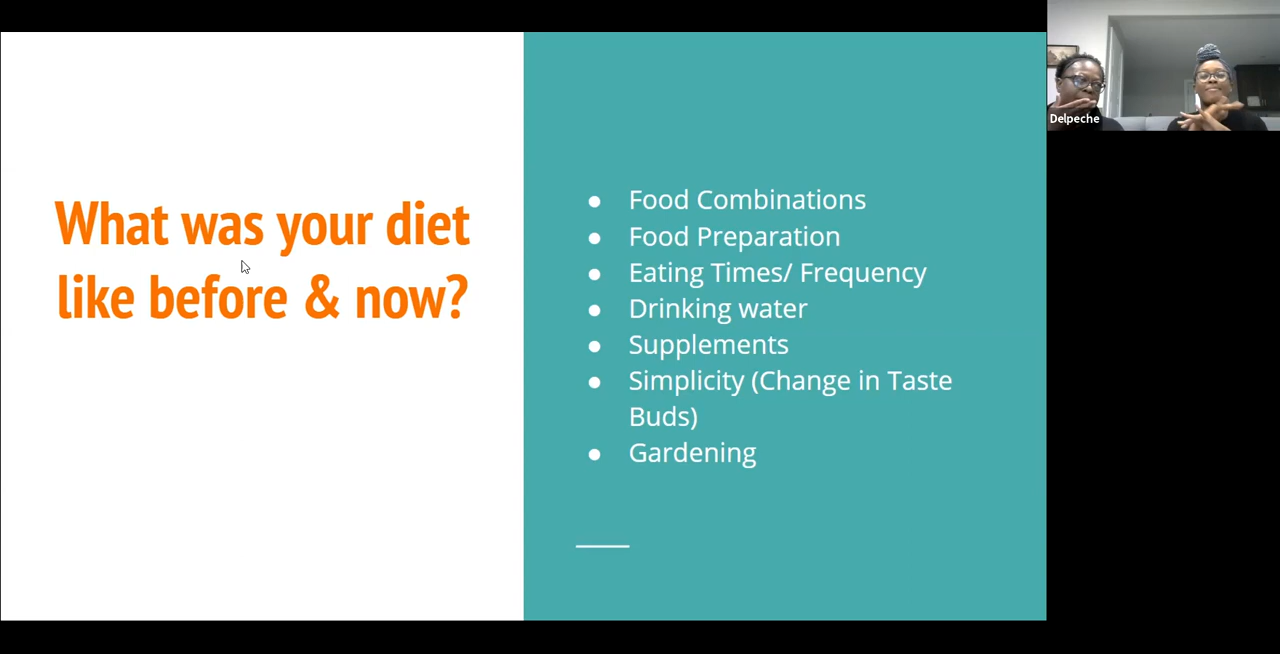 What was your diet
like before & now?
● Food Combinations
● Food Preparation
● Eating Times/ Frequency
● Drinking water
● Supplements
● Simplicity (Change in Taste
Buds)
● Gardening
Delpeche